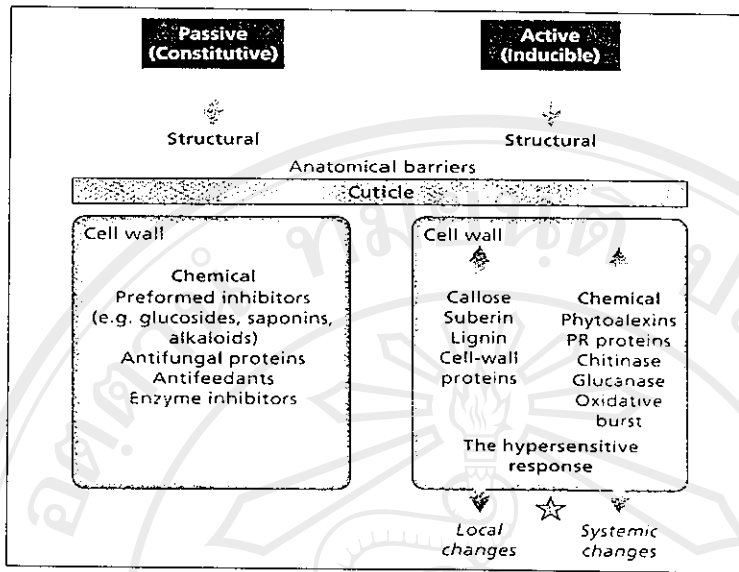 Passive
(Constitutive)
Active
(Inducible)
Structural
Structural
Anatomical barriers
Cuticle
Cell wall
Chemical
Preformed inhibitors
(e.g. glucosides, saponins,
alkaloids)
Antifungal proteins
Antifeedants
Enzyme inhibitors
Cell wall
Callose
Suberin
Lignin
Cell-wall
proteins
Chemical
Phytoalexins
PR proteins
Chitinase
Glucanase
Oxidative
burst
The hypersensitive
response
Local
changes
Systemic
changes